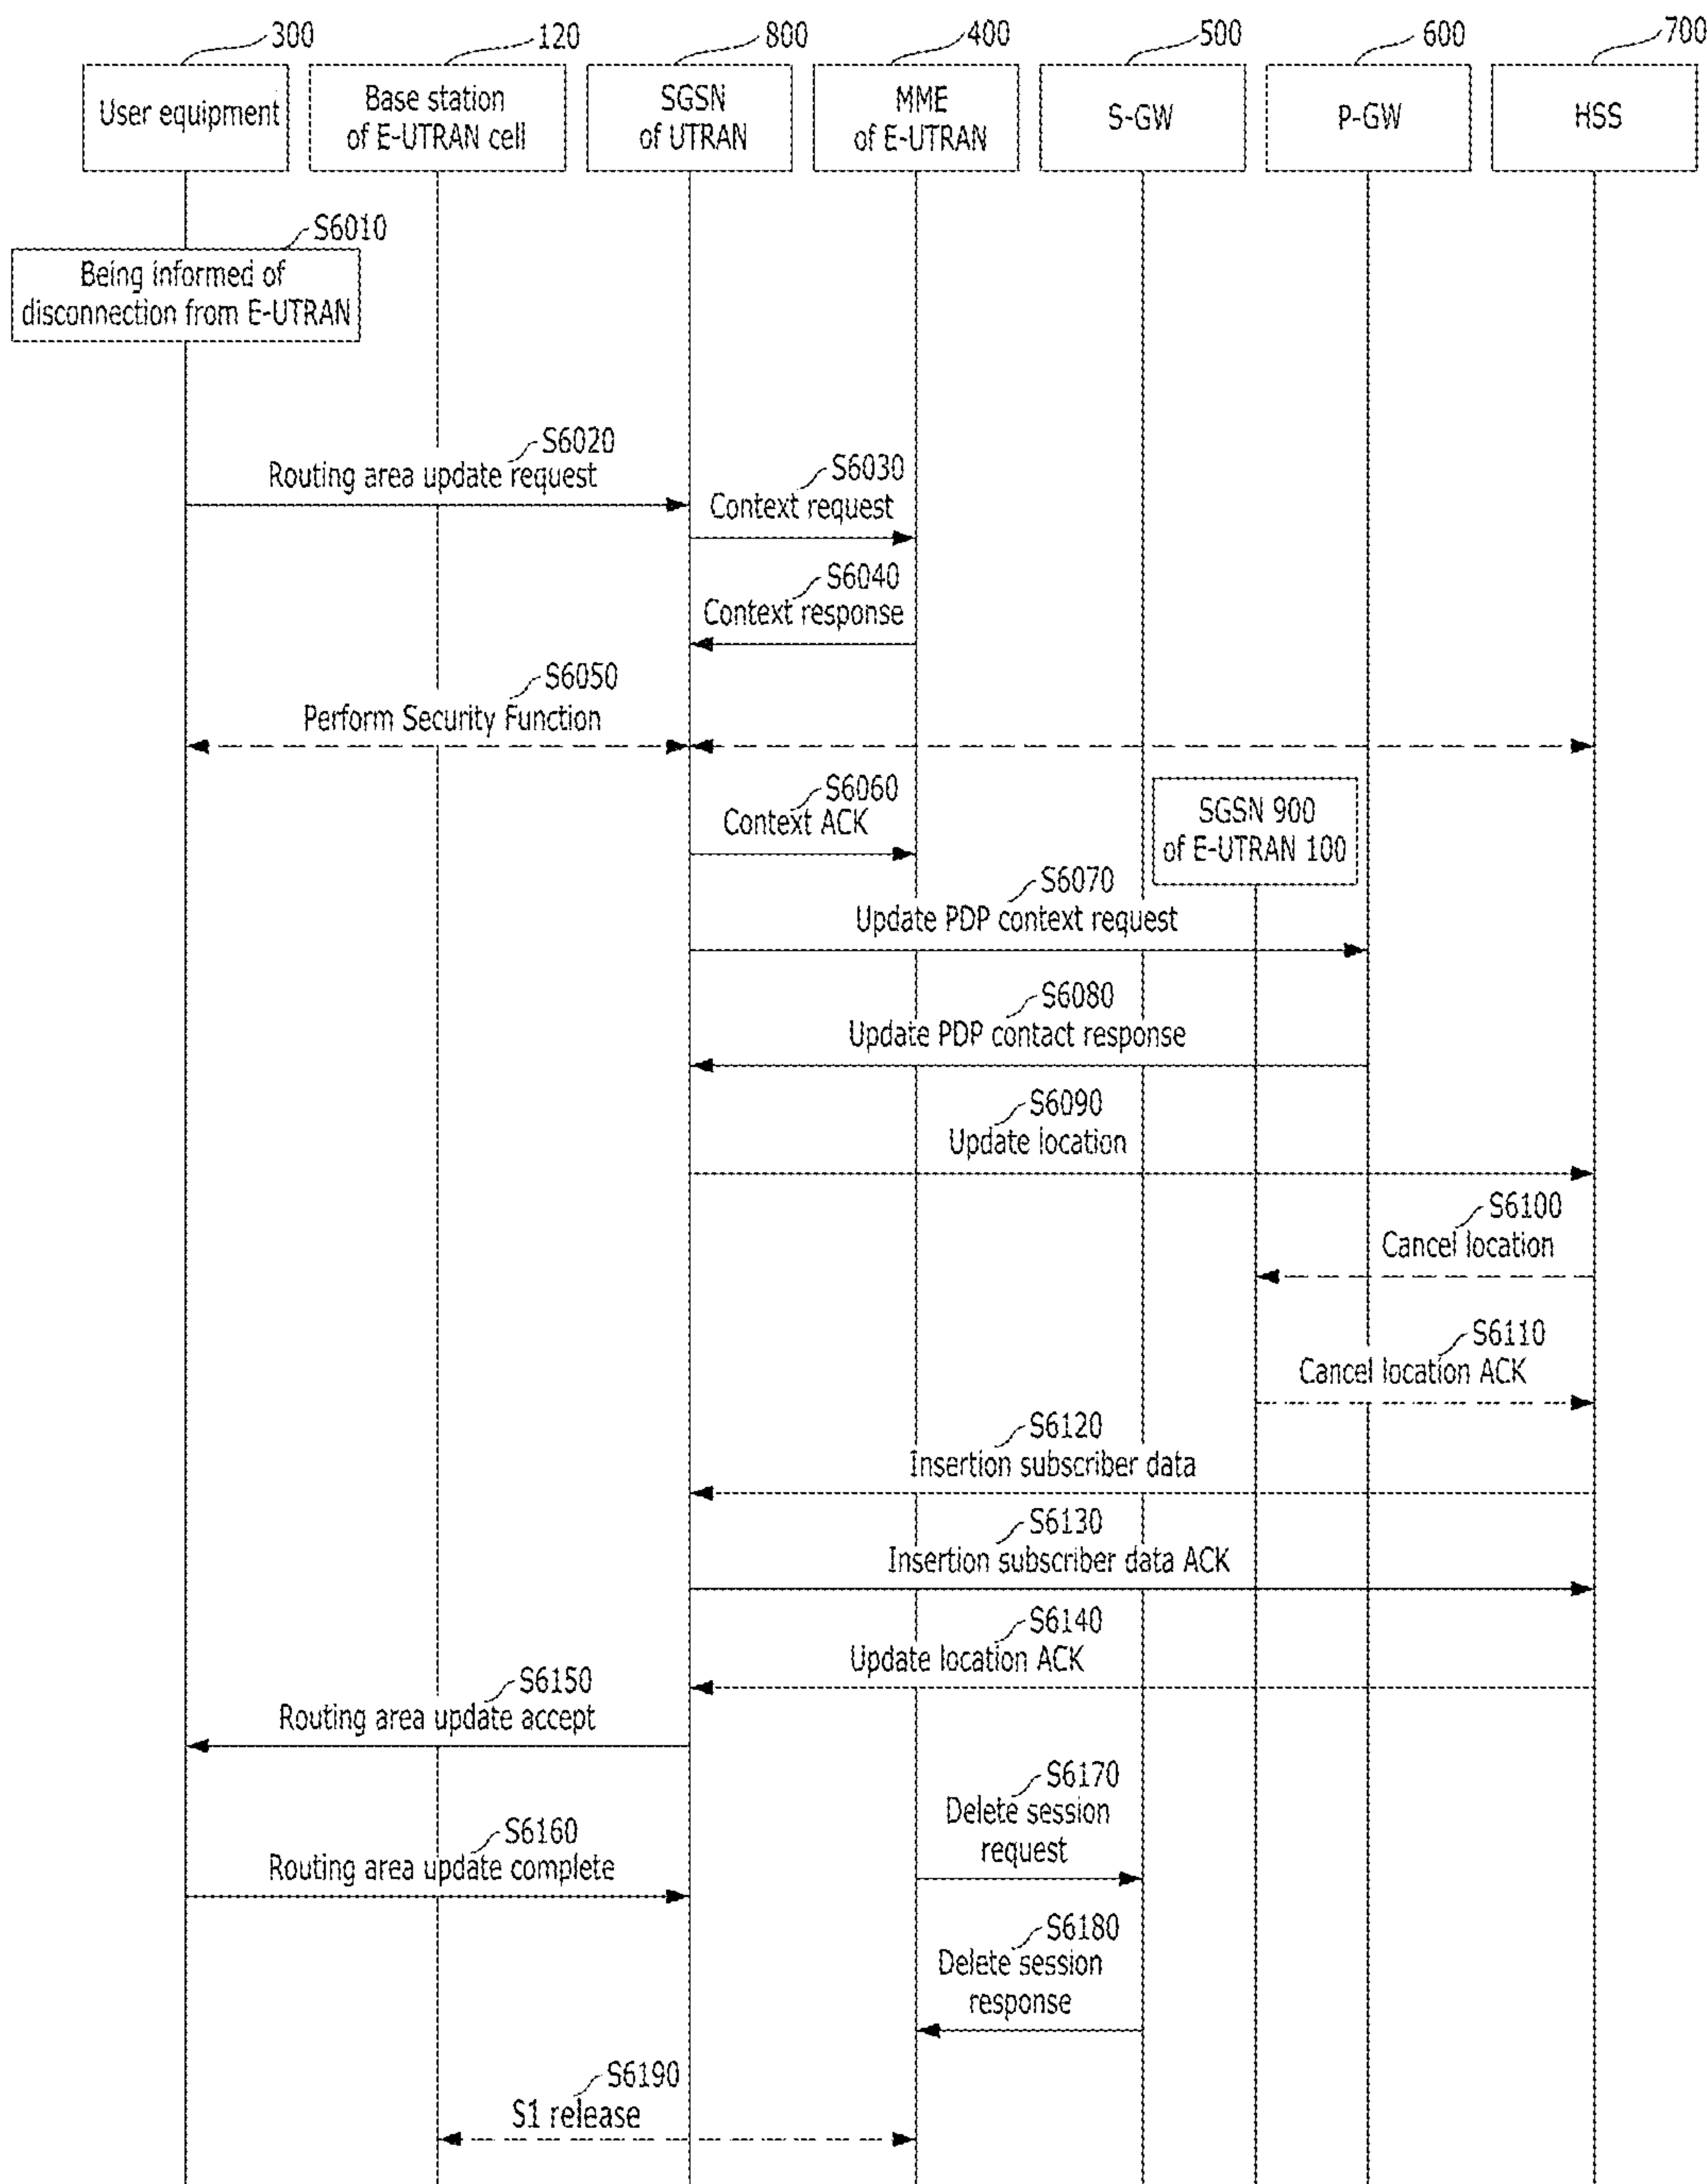 300
120
800
400
500
600
700
User equipment
Base station
of E-UTRAN cell
SGSN
of UTRAN
MME
of E-UTRAN
S-GW
P-GW
HSS
S6010
Being informed of
disconnection from E-UTRAN
S6020
Routing area update request
S6030
Context request
S6040
Context response
S6050
Perform Security Function
S6060
Context ACK
SGSN 900
of E-UTRAN 100
S6070
Update PDP context request
S6080
Update PDP contact response
S6090
Update location
S6100
Cancel location
S6110
Cancel location ACK
S6120
Insertion subscriber data
S6130
Insertion subscriber data ACK
S6140
Update location ACK
S6150
Routing area update accept
S6170
Delete session
request
S6160
Routing area update complete
S6180
Delete session
response
S6190
S1 release